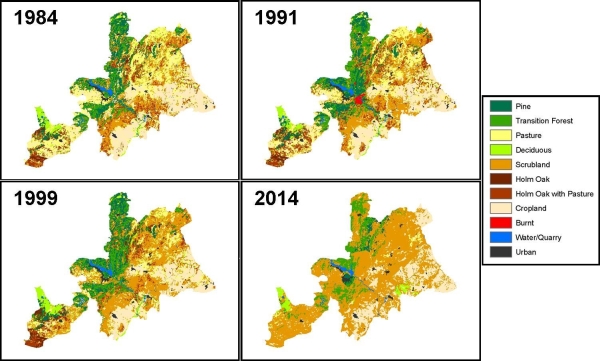 1984
1991
1999
2014
Pine
Transition Forest
Pasture
Deciduous
Scrubland
Holm Oak
Holm Oak with Pasture
Cropland
Burnt
Water/Quarry
Urban